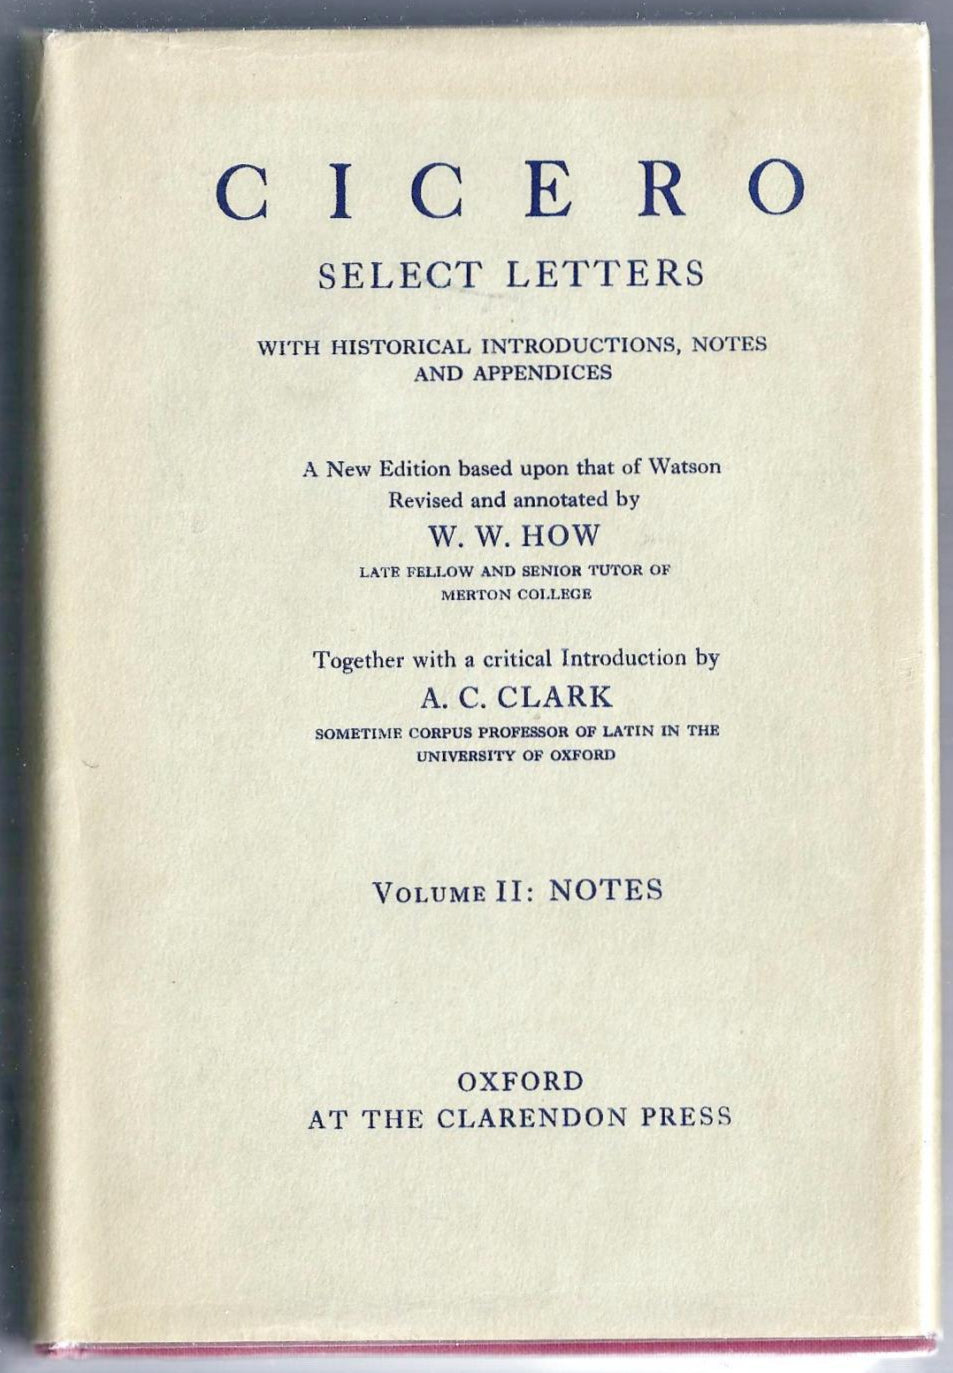 CICERO
SELECT LETTERS
WITH HISTORICAL INTRODUCTIONS, NOTES
AND APPENDICES
A New Edition based upon that of Watson
Revised and annotated by
W. W. HOW
LATE FELLOW AND SENIOR TUTOR OF
MERTON COLLEGE
Together with a critical Introduction by
A. C. CLARK
SOMETIME CORPUS PROFESSOR OF LATIN IN THE
UNIVERSITY OF OXFORD
VOLUME II: NOTES
OXFORD
AT THE CLARENDON PRESS